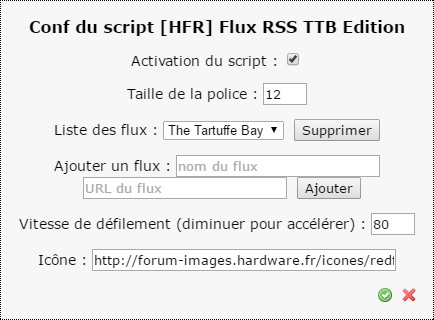 Conf du script [HFR] Flux RSS TTB Edition
Activation du script :
Taille de la police : 12
Liste des flux : The Tartuffe Bay Supprimer
Ajouter un flux : nom du flux
URL du flux Ajouter
Vitesse de défilement (diminuer pour accélérer) : 80
Icône : http://forum-images.hardware.fr/icones/redf